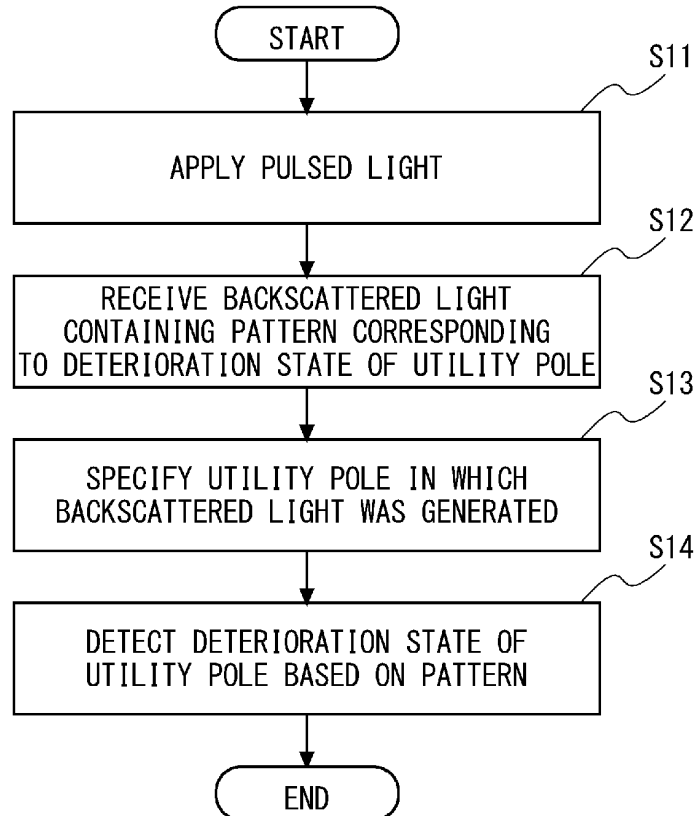 START
S11
APPLY PULSED LIGHT
S12
RECEIVE BACKSCATTERED LIGHT
CONTAINING PATTERN CORRESPONDING
TO DETERIORATION STATE OF UTILITY POLE
S13
SPECIFY UTILITY POLE IN WHICH
BACKSCATTERED LIGHT WAS GENERATED
S14
DETECT DETERIORATION STATE OF
UTILITY POLE BASED ON PATTERN
END